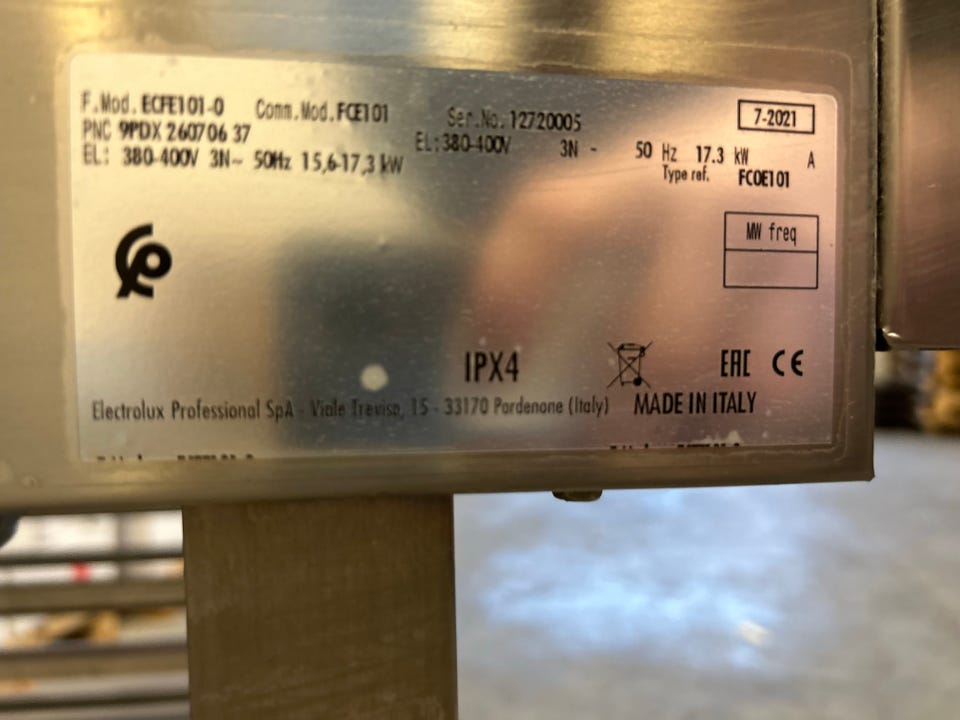 F.Mod. ECFE101-0 Comm.Mod. FCE101 Ser.No. 12720005 7-2021
PNC 9PDX 260706 37 EL: 380-400V 3N - 50 Hz 17.3 kW A
EL: 380-400V 3N~ 50Hz 15,6-17,3 kW Type ref. FCOE101
MW freq
IPX4 EAC CE
Electrolux Professional SpA - Viale Treviso, 15 - 33170 Pordenone (Italy) MADE IN ITALY